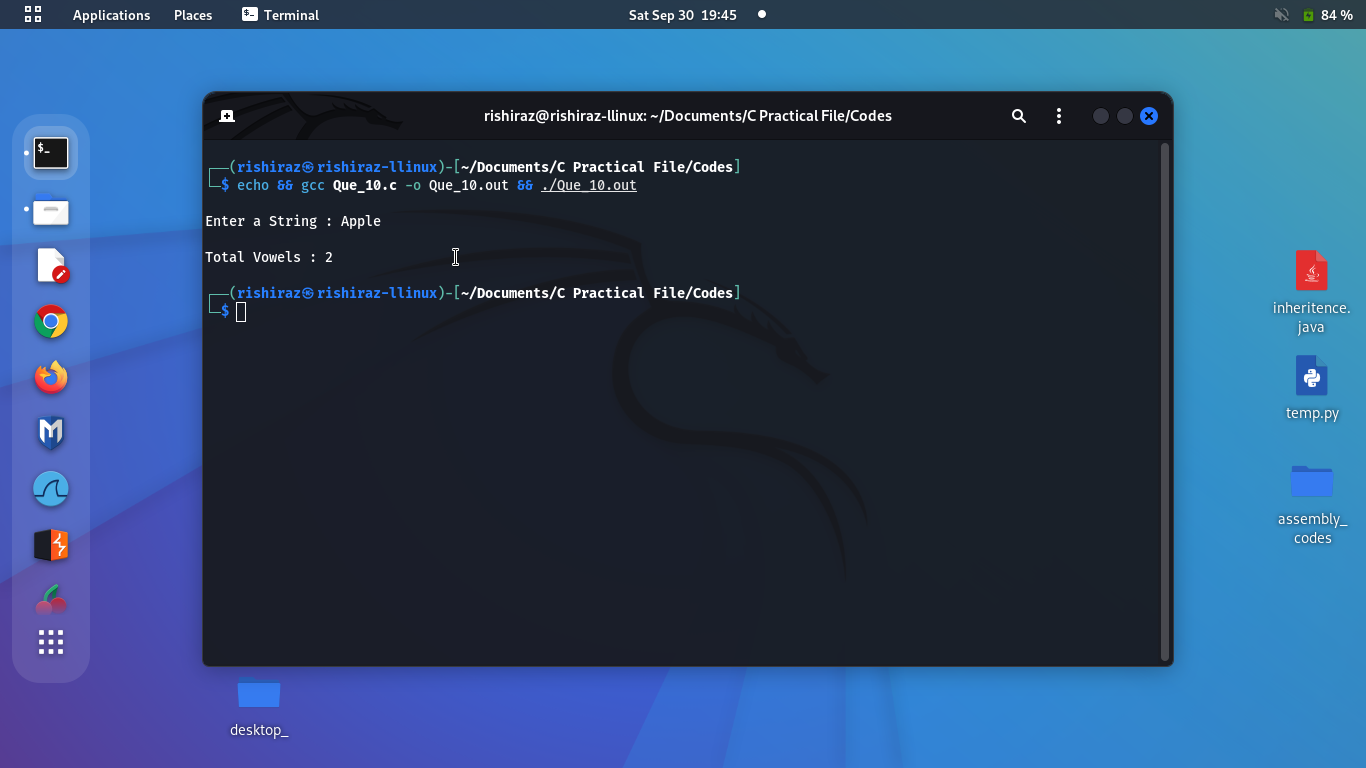 Applications Places Terminal Sat Sep 30 19:45 84 %
rishiraz@rishiraz-llinux: ~/Documents/C Practical File/Codes
┌──(rishiraz㉿rishiraz-llinux)-[~/Documents/C Practical File/Codes]
└─$ echo && gcc Que_10.c -o Que_10.out && ./Que_10.out
Enter a String : Apple
Total Vowels : 2
┌──(rishiraz㉿rishiraz-llinux)-[~/Documents/C Practical File/Codes]
└─$
$_
inheritence.
java
temp.py
assembly_
codes
desktop_